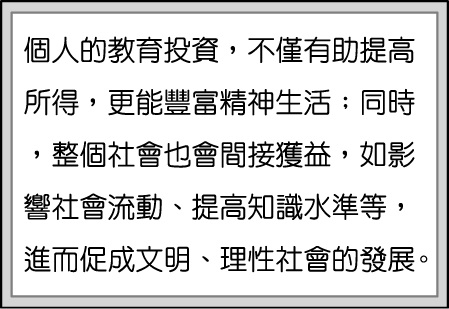 個人的教育投資，不僅有助提高
所得，更能豐富精神生活；同時
，整個社會也會間接獲益，如影
響社會流動、提高知識水準等，
進而促成文明、理性社會的發展。